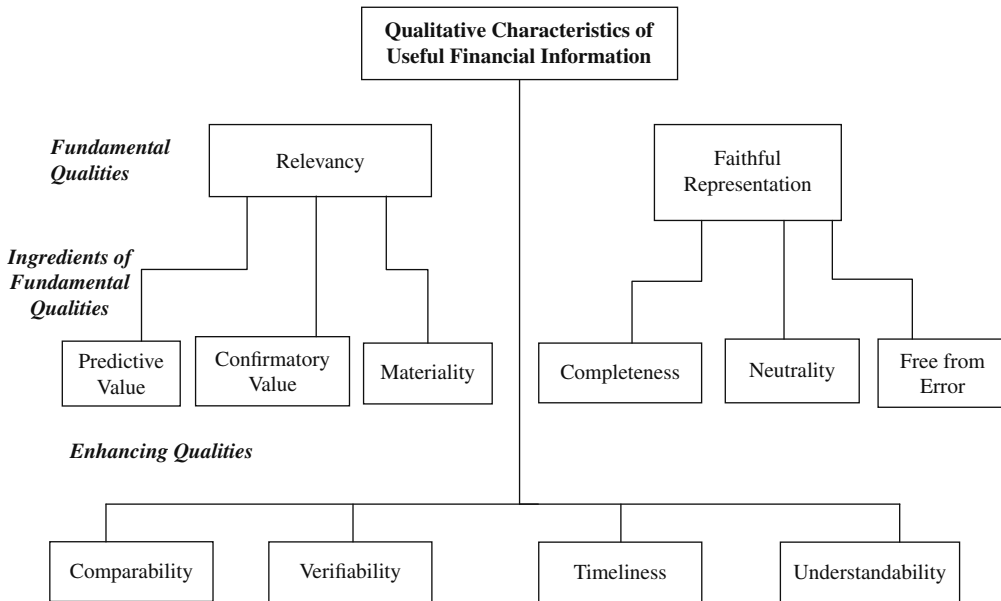 Qualitative Characteristics of
Useful Financial Information
Fundamental
Qualities
Relevancy
Faithful
Representation
Ingredients of
Fundamental
Qualities
Predictive
Value
Confirmatory
Value
Materiality
Completeness
Neutrality
Free from
Error
Enhancing Qualities
Comparability
Verifiability
Timeliness
Understandability